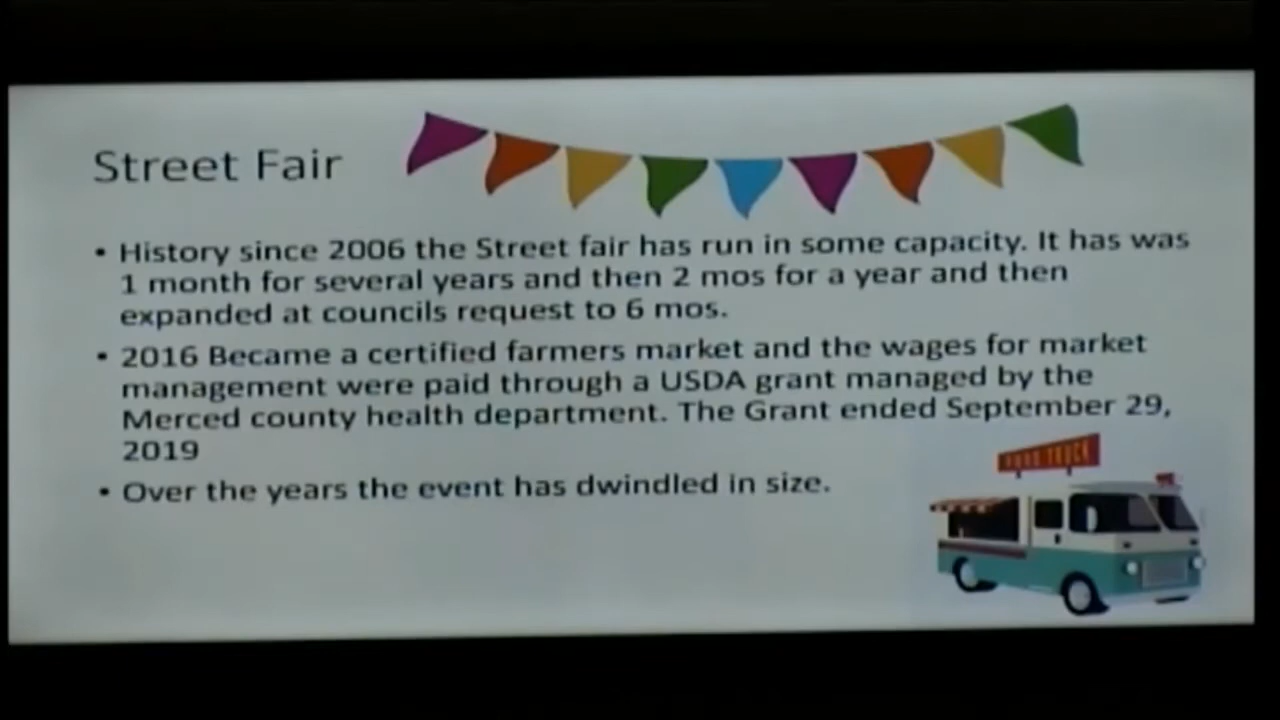 Street Fair
• History since 2006 the Street fair has run in some capacity. It has was
1 month for several years and then 2 mos for a year and then
expanded at councils request to 6 mos.
• 2016 Became a certified farmers market and the wages for market
management were paid through a USDA grant managed by the
Merced county health department. The Grant ended September 29,
2019
• Over the years the event has dwindled in size.
FOOD TRUCK